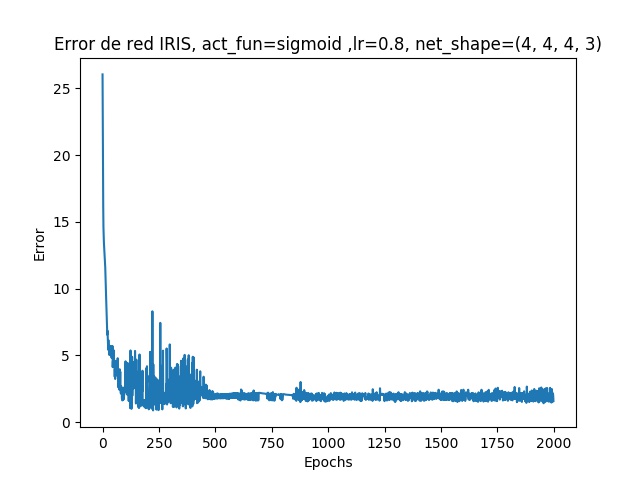 Error de red IRIS, act_fun=sigmoid ,lr=0.8, net_shape=(4, 4, 4, 3)
25
20
15
10
5
0
Error
0 250 500 750 1000 1250 1500 1750 2000
Epochs